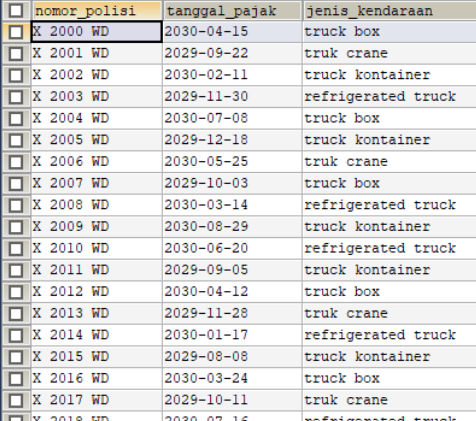 nomor_polisi tanggal_pajak jenis_kendaraan
X 2000 WD 2030-04-15 truck box
X 2001 WD 2029-09-22 truk crane
X 2002 WD 2030-02-11 truck kontainer
X 2003 WD 2029-11-30 refrigerated truck
X 2004 WD 2030-07-08 truck box
X 2005 WD 2029-12-18 truck kontainer
X 2006 WD 2030-05-25 truk crane
X 2007 WD 2029-10-03 truck box
X 2008 WD 2030-03-14 refrigerated truck
X 2009 WD 2030-08-29 truck kontainer
X 2010 WD 2030-06-20 refrigerated truck
X 2011 WD 2029-09-05 truck kontainer
X 2012 WD 2030-04-12 truck box
X 2013 WD 2029-11-28 truk crane
X 2014 WD 2030-01-17 refrigerated truck
X 2015 WD 2029-08-08 truck kontainer
X 2016 WD 2030-03-24 truck box
X 2017 WD 2029-10-11 truk crane
X 2018 WD 2030-07-16 refrigerated truck